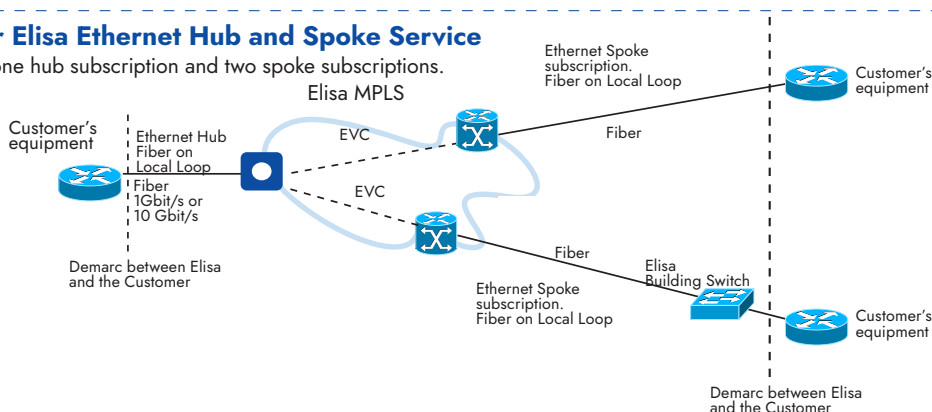 r Elisa Ethernet Hub and Spoke Service
one hub subscription and two spoke subscriptions.
Elisa MPLS
Ethernet Spoke
subscription.
Fiber on Local Loop
Customer's
equipment
Customer's
equipment
Ethernet Hub
Fiber on
Local Loop
Fiber
1Gbit/s or
10 Gbit/s
EVC
EVC
Fiber
Demarc between Elisa
and the Customer
Fiber
Elisa
Building Switch
Ethernet Spoke
subscription.
Fiber on Local Loop
Customer's
equipment
Demarc between Elisa
and the Customer